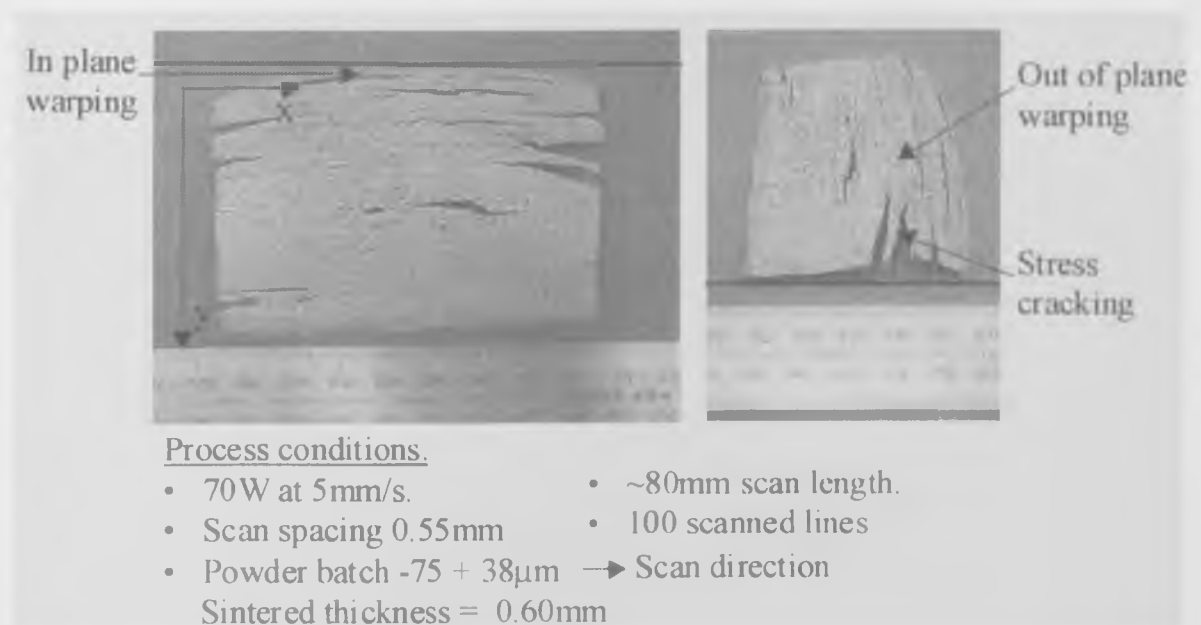 In plane
warping
X
Y
Out of plane
warping
Stress
cracking
Process conditions.
• 70W at 5mm/s.
• Scan spacing 0.55mm
• Powder batch -75 + 38μm
Sintered thickness = 0.60mm
• ~80mm scan length.
• 100 scanned lines
→ Scan direction